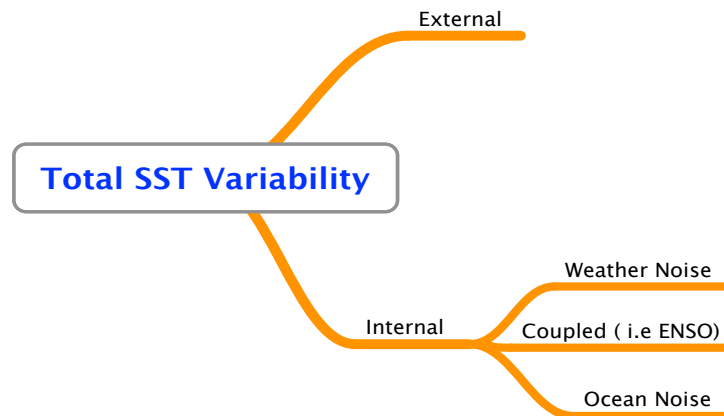 External
Total SST Variability
Weather Noise
Internal
Coupled ( i.e ENSO)
Ocean Noise